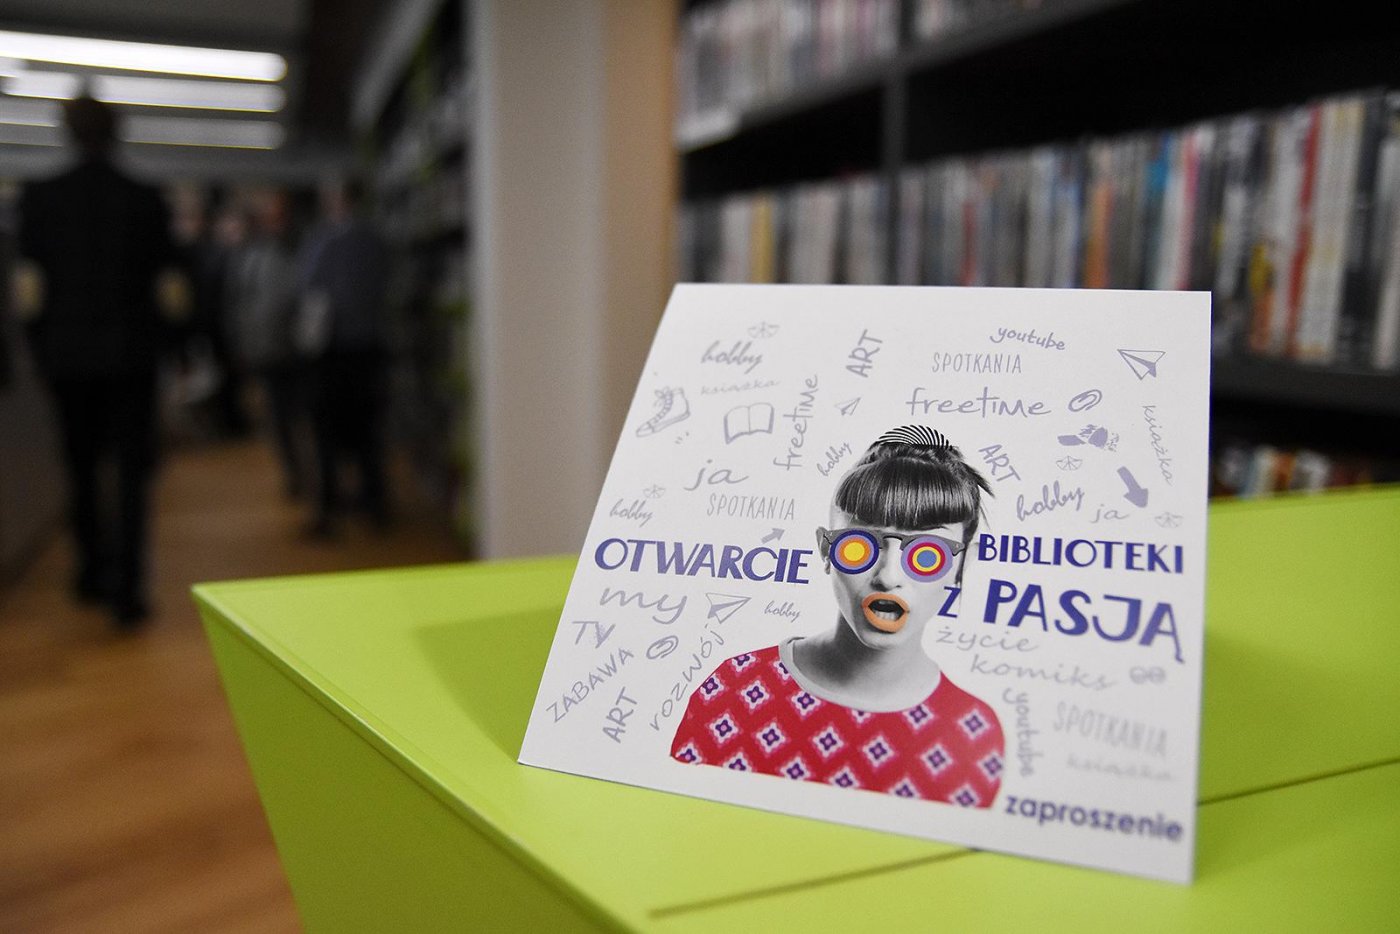 youtube
hobby
ART
SPOTKANIA
książka
freetime
freetime
książka
hobby
ART
ja
hobby
hobby
SPOTKANIA
ja
OTWARCIE
BIBLIOTEKI
Z PASJĄ
my
hobby
życie
TV
rozwój
komiks
ZABAWA
ART
youtube
SPOTKANIA
książka
zaproszenie